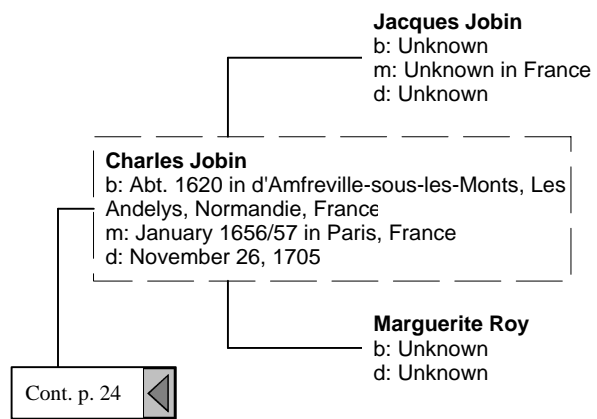 Jacques Jobin
b: Unknown
m: Unknown in France
d: Unknown
Charles Jobin
b: Abt. 1620 in d'Amfreville-sous-les-Monts, Les
Andelys, Normandie, France
m: January 1656/57 in Paris, France
d: November 26, 1705
Marguerite Roy
b: Unknown
d: Unknown
Cont. p. 24